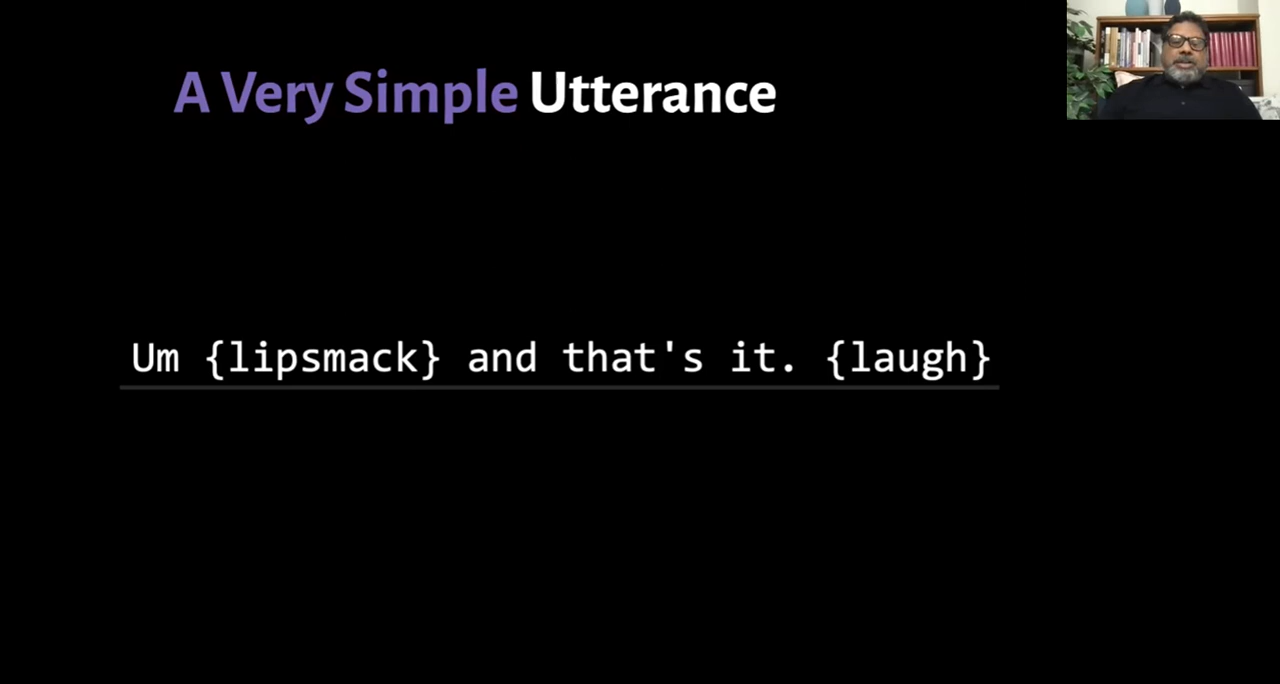 A Very Simple Utterance
Um {lipsmack} and that's it. {laugh}